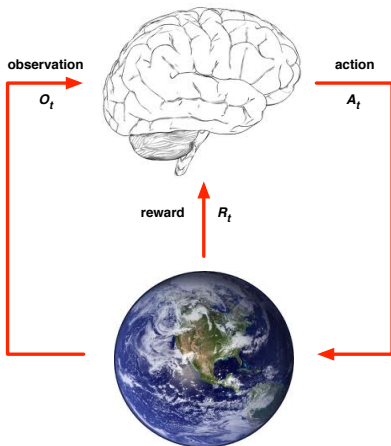 observation
O_t
action
A_t
reward
R_t